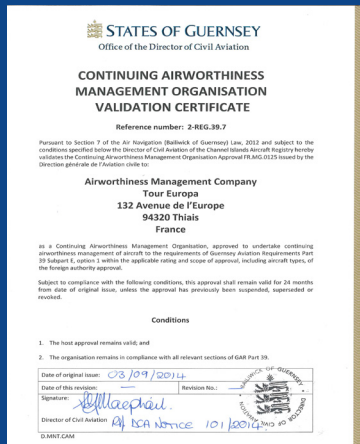 STATES OF GUERNSEY
Office of the Director of Civil Aviation
CONTINUING AIRWORTHINESS
MANAGEMENT ORGANISATION
VALIDATION CERTIFICATE
Reference number: 2-REG.39.7
Pursuant to Section 7 of the Air Navigation (Bailiwick of Guernsey) Law, 2012 and subject to the
conditions specified below the Director of Civil Aviation of the Channel Islands Aircraft Registry hereby
validates the Continuing Airworthiness Management Organisation Approval FR.MG.0125 issued by the
Direction générale de l'Aviation civile to:
Airworthiness Management Company
Tour Europa
132 Avenue de l'Europe
94320 Thiais
France
as a Continuing Airworthiness Management Organisation, approved to undertake continuing
airworthiness management of aircraft to the requirements of Guernsey Aviation Requirements Part
39 Subpart E, option 1 within the applicable rating and scope of approval, including aircraft types, of
the foreign authority approval.
Subject to compliance with the following conditions, this approval shall remain valid for 24 months
from date of original issue, unless the approval has previously been suspended, superseded or
revoked.
Conditions
1. The host approval remains valid; and
2. The organisation remains in compliance with all relevant sections of GAR Part 39.
Date of original issue: 03/09/2014
Date of this revision: — Revision No.: —
Signature:
Director of Civil Aviation DCA Notice 101/2014
BAILIWICK OF GUERNSEY
DIRECTOR OF CIVIL
D.MNT.CAM